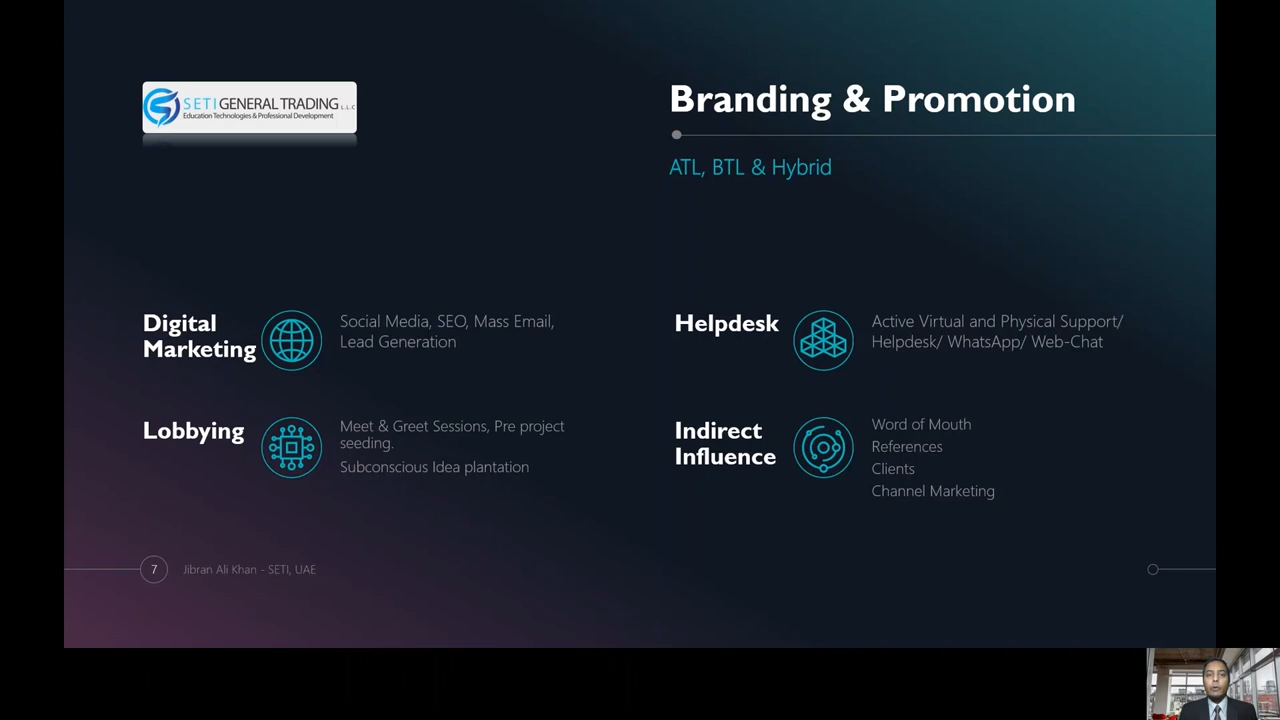 SETI GENERAL TRADING L.L.C
Education Technologies & Professional Development
Branding & Promotion
ATL, BTL & Hybrid
Digital
Marketing
Social Media, SEO, Mass Email,
Lead Generation
Helpdesk
Active Virtual and Physical Support/
Helpdesk/ WhatsApp/ Web-Chat
Lobbying
Meet & Greet Sessions, Pre project
seeding.
Subconscious Idea plantation
Indirect
Influence
Word of Mouth
References
Clients
Channel Marketing
7
Jibran Ali Khan - SETI, UAE